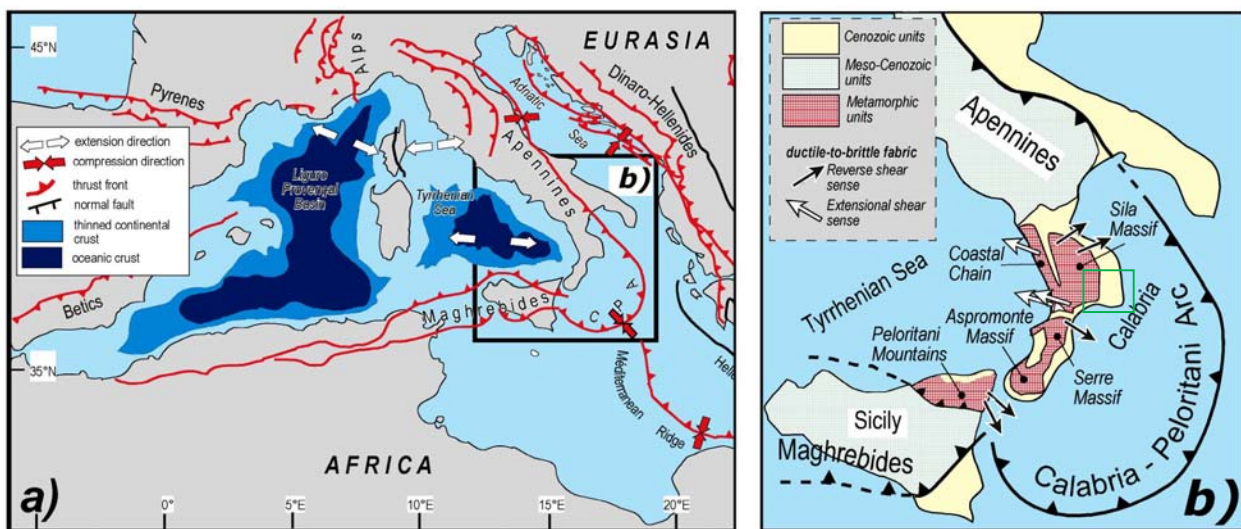 45°N
35°N
0°
5°E
10°E
15°E
20°E
EURASIA
AFRICA
Alps
Pyrenes
Betics
Dinaro-Hellenides
Adriatic
Sea
Apennines
b)
Liguro
Provençal
Basin
Tyrrhenian
Sea
Maghrebides
C
P
A
Méditerranean
Ridge
Helle
extension direction
compression direction
thrust front
normal fault
thinned continental
crust
oceanic crust
a)
Cenozoic units
Meso-Cenozoic
units
Metamorphic
units
ductile-to-brittle fabric
Reverse shear
sense
Extensional shear
sense
Apennines
Sila
Massif
Coastal
Chain
Tyrrhenian Sea
Calabria
Aspromonte
Massif
Peloritani
Mountains
Serre
Massif
Sicily
Maghrebides
Calabria - Peloritani Arc
b)